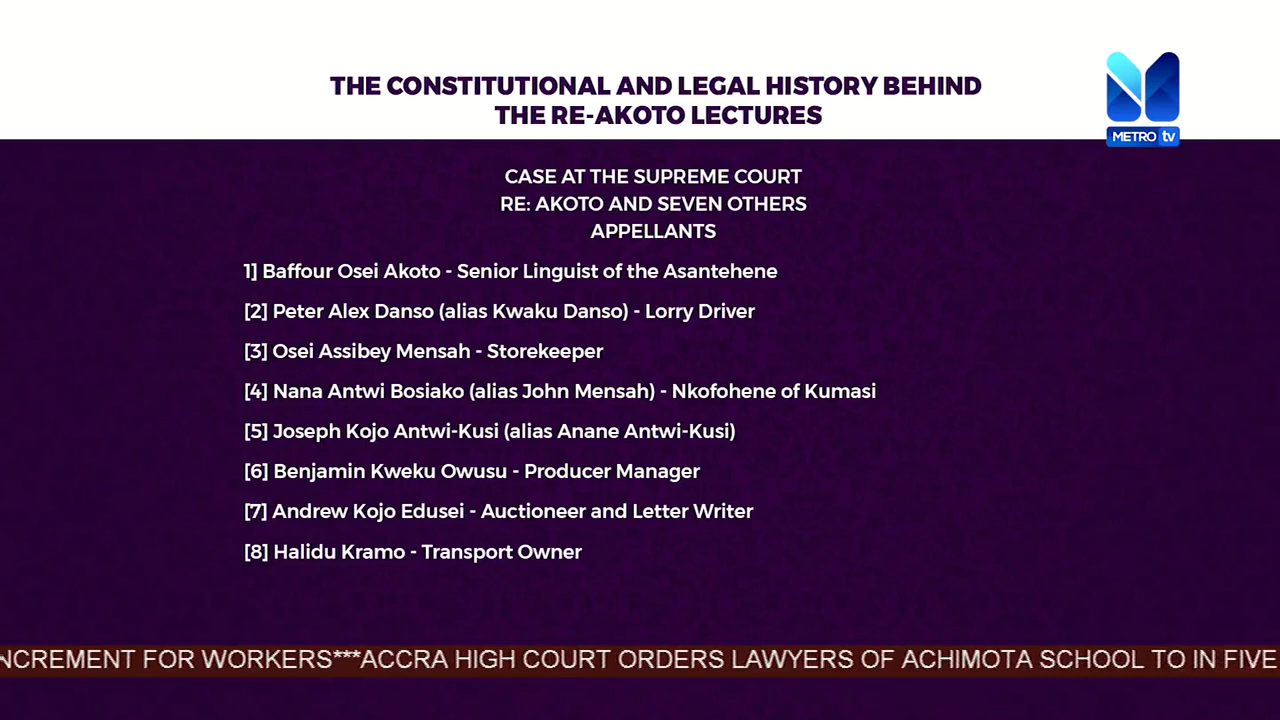 THE CONSTITUTIONAL AND LEGAL HISTORY BEHIND
THE RE-AKOTO LECTURES
METRO tv
CASE AT THE SUPREME COURT
RE: AKOTO AND SEVEN OTHERS
APPELLANTS
1] Baffour Osei Akoto - Senior Linguist of the Asantehene
[2] Peter Alex Danso (alias Kwaku Danso) - Lorry Driver
[3] Osei Assibey Mensah - Storekeeper
[4] Nana Antwi Bosiako (alias John Mensah) - Nkofohene of Kumasi
[5] Joseph Kojo Antwi-Kusi (alias Anane Antwi-Kusi)
[6] Benjamin Kweku Owusu - Producer Manager
[7] Andrew Kojo Edusei - Auctioneer and Letter Writer
[8] Halidu Kramo - Transport Owner
NCREMENT FOR WORKERS***ACCRA HIGH COURT ORDERS LAWYERS OF ACHIMOTA SCHOOL TO IN FIVE